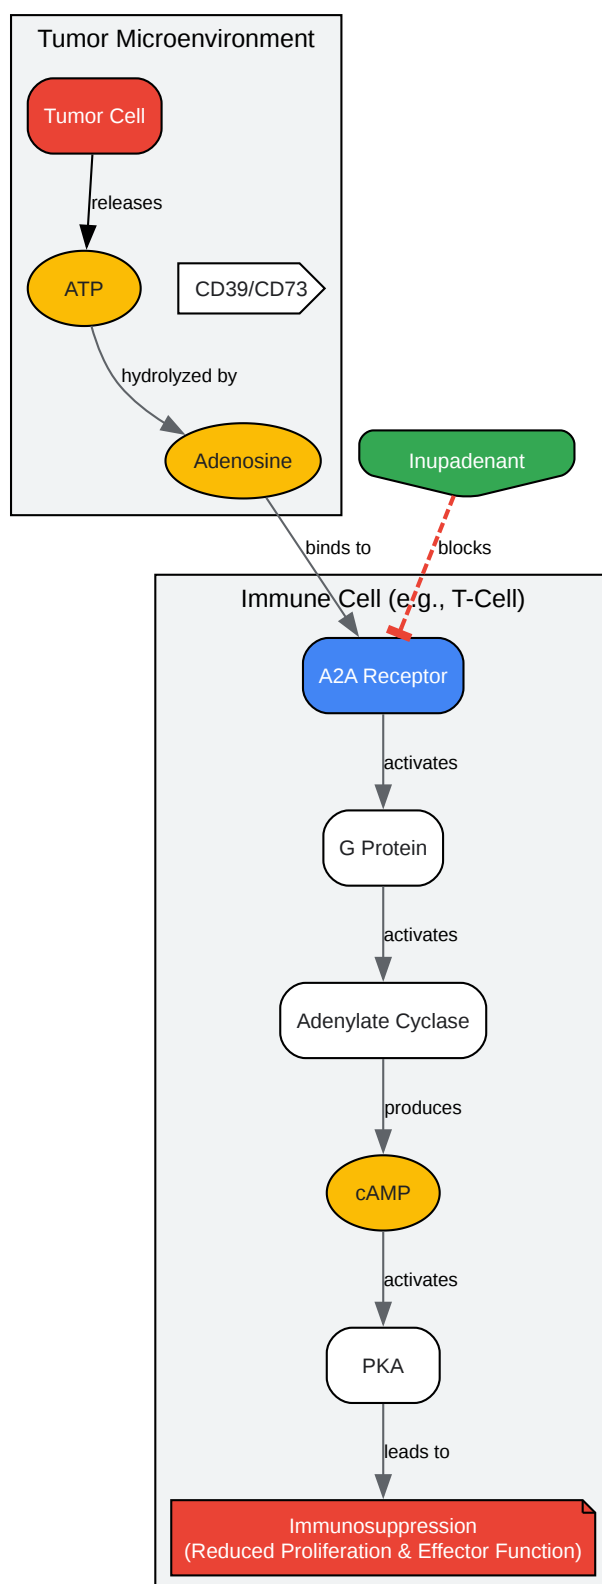 Tumor Microenvironment
Tumor Cell
releases
ATP
CD39/CD73
hydrolyzed by
Adenosine
Inupadenant
binds to
blocks
Immune Cell (e.g., T-Cell)
A2A Receptor
activates
G Protein
activates
Adenylate Cyclase
produces
cAMP
activates
PKA
leads to
Immunosuppression
(Reduced Proliferation & Effector Function)